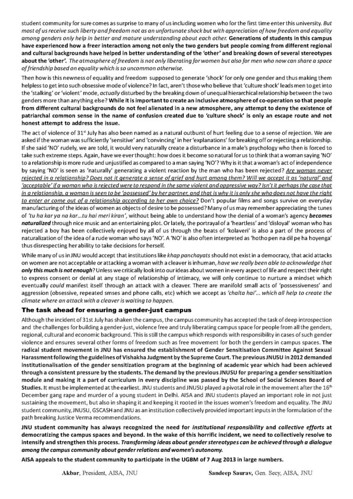 student community for sure comes as surprise to many of us including women who for the first time enter this university. But
most of us receive such liberty and freedom not as an unfortunate shock but with appreciation of how freedom and equality
among genders only help in better and mature understanding about each other. Generations of students in this campus
have experienced how a freer interaction among not only the two genders but people coming from different regional
and cultural backgrounds have helped in better understanding of the 'other' and breaking down of several stereotypes
about the 'other'. The atmosphere of freedom is not only liberating for women but also for men who now can share a space
of friendship based on equality which is so uncommon otherwise.
Then how is this newness of equality and freedom supposed to generate 'shock' for only one gender and thus making them
helpless to get into such obsessive mode of violence? In fact, aren't those who believe that 'culture shock' leads men to get into
the 'stalking' or 'violent' mode, actually disturbed by the breaking down of unequal hierarchical relationship between the two
genders more than anything else? While it is important to create an inclusive atmosphere of co-operation so that people
from different cultural backgrounds do not feel alienated in a new atmosphere, any attempt to deny the existence of
patriarchal common sense in the name of confusion created due to 'culture shock' is only an escape route and not
honest attempt to address the issue.
The act of violence of 31st July has also been named as a natural outburst of hurt feeling due to a sense of rejection. We are
asked if the woman was sufficiently 'sensitive' and 'convincing' in her 'explanations' for breaking off or rejecting a relationship.
If she said 'NO' rudely, we are told, it would very naturally create a disturbance in a male's psychology who then is forced to
take such extreme steps. Again, have we ever thought: how does it become so natural for us to think that a woman saying 'NO'
to a relationship is more rude and unjustified as compared to a man saying 'NO'? Why is it that a woman's act of independence
by saying 'NO' is seen as 'naturally' generating a violent reaction by the man who has been rejected? Are woman never
rejected in a relationship? Does not it generate a sense of grief and hurt among them? Will we accept it as 'natural' and
'acceptable' if a woman who is rejected were to respond in the same violent and aggressive way? Isn't it perhaps the case that
in a relationship, a woman is seen to be 'possessed' by her partner, and that is why it is only she who does not have the right
to enter or come out of a relationship according to her own choice? Don't popular films and songs survive on everyday
manufacturing of the ideas of women as objects of desire to be possessed? Many of us may remember agreeing the tunes
of 'tu ha kar ya na kar... tu hai meri kiran', without being able to understand how the denial of a woman's agency becomes
naturalized through nice music and an entertaining plot. Or lately, the portrayal of a 'heartless' and 'disloyal' woman who has
rejected a boy has been collectively enjoyed by all of us through the beats of 'kolaveri' is also a part of the process of
naturalization of the idea of a rude woman who says 'NO'. A 'NO' is also often interpreted as 'hotho pen na dil pe ha hoinga'
thus disrespecting her ability to take decisions for herself.
While many of us in JNU would accept that institutions like khap panchayats should not exist in a democracy, that acid attacks
on women are not acceptable or attacking a woman with a cleaver is inhuman, how we really been able to acknowledge that
only this much is not enough? Unless we critically look into our ideas about women in every aspect of life and respect their right
to express consent or denial at any stage of relationship of intimacy, we will only continue to nurture a mindset which
eventually could manifest itself through an attack with a cleaver. There are manifold small acts of 'possessiveness' and
aggression (obsessive, repeated smses and phone calls, etc) which we accept as 'chalta hai'... which all help to create the
climate where an attack with a cleaver is waiting to happen.
The task ahead for ensuring a gender-just campus
Although the incident of 31st July has shaken the campus, the campus community has accepted the task of deep introspection
and the challenges for building a gender-just, violence free and truly liberating campus space for people from all the genders,
regional, cultural and economic background. This is still the campus which responds with responsibility in cases of such gender
violence and ensures several other forms of freedom such as free movement for both the genders in campus spaces. The
radical student movement in JNU has ensured the establishment of Gender Sensitisation Committee Against Sexual
Harassment following the guidelines of Vishakha Judgment by the Supreme Court. The previous JNUSU in 2012 demanded
institutionalisation of the gender sensitization program at the beginning of academic year which had been achieved
through a consistent pressure by the students. The demand by the previous JNUSU for preparing a gender sensitization
module and making it a part of curriculum in every discipline was passed by the School of Social Sciences Board of
Studies. It must be implemented at the earliest. JNU students and JNUSU played a pivotal role in the movement after the 16th
December gang rape and murder of a young student in Delhi. AISA and JNU students played an important role in not just
sustaining the movement, but also in shaping it and keeping it rooted in the issues women's freedom and equality. The JNU
student community, JNUSU, GSCASH and JNU as an institution collectively provided important inputs in the formulation of the
path breaking Justice Verma recommendations.
JNU student community has always recognized the need for institutional responsibility and collective efforts at
democratizing the campus spaces and beyond. In the wake of this horrific incident, we need to collectively resolve to
intensify and strengthen this process. Transforming ideas about gender stereotypes can be achieved through a dialogue
among the campus community about gender relations and women's autonomy.
AISA appeals to the student community to participate in the UGBM of 7 Aug 2013 in large numbers.
Akbar, President, AISA, JNU Sandeep Saurav, Gen. Secy, AISA, JNU